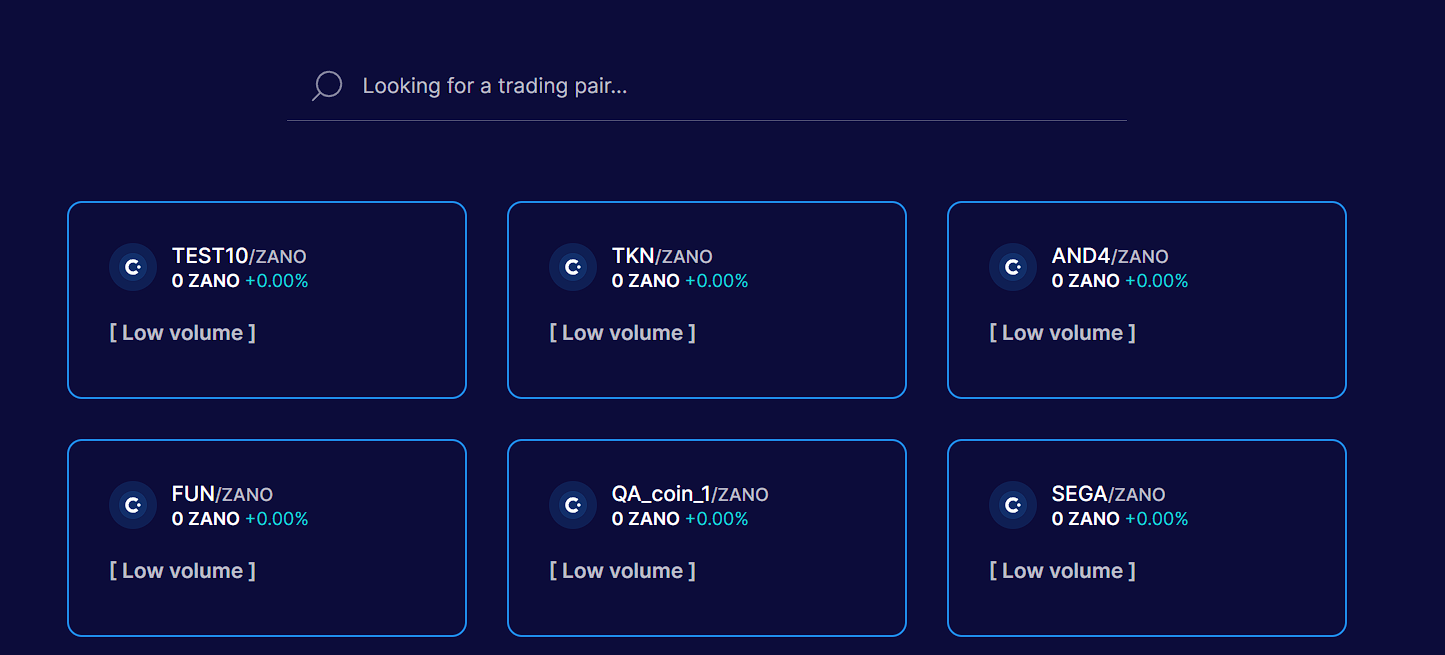 Looking for a trading pair...
TEST10/ZANO
0 ZANO +0.00%
[ Low volume ]
TKN/ZANO
0 ZANO +0.00%
[ Low volume ]
AND4/ZANO
0 ZANO +0.00%
[ Low volume ]
FUN/ZANO
0 ZANO +0.00%
[ Low volume ]
QA_coin_1/ZANO
0 ZANO +0.00%
[ Low volume ]
SEGA/ZANO
0 ZANO +0.00%
[ Low volume ]